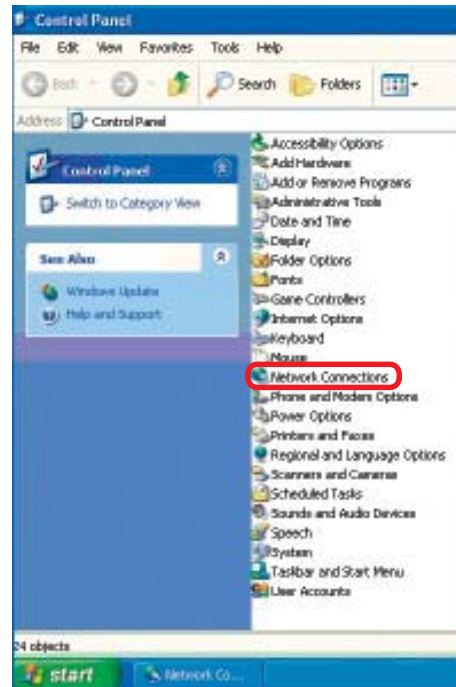 Control Panel
File Edit View Favorites Tools Help
Back Search Folders
Address Control Panel
Control Panel
Switch to Category View
See Also
Windows Update
Help and Support
Accessibility Options
Add Hardware
Add or Remove Programs
Administrative Tools
Date and Time
Display
Folder Options
Fonts
Game Controllers
Internet Options
Keyboard
Mouse
Network Connections
Phone and Modem Options
Power Options
Printers and Faxes
Regional and Language Options
Scanners and Cameras
Scheduled Tasks
Sounds and Audio Devices
Speech
System
Taskbar and Start Menu
User Accounts
24 objects
start Network Co...